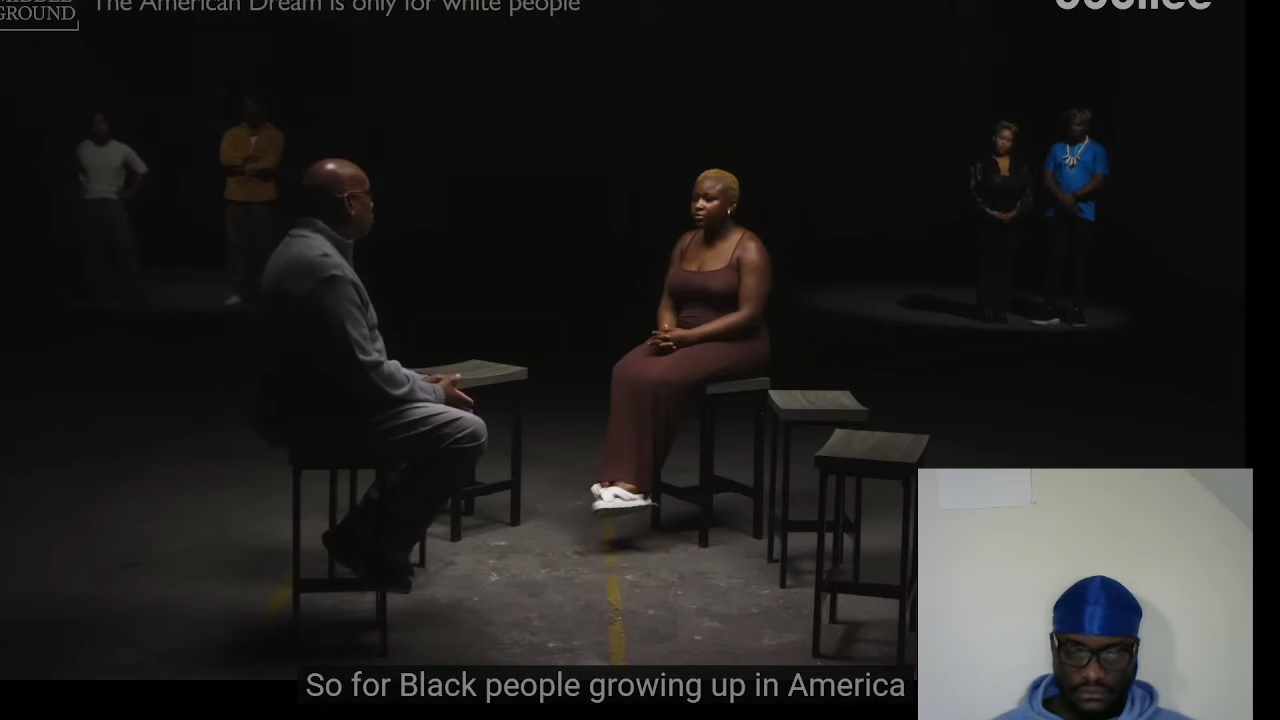 The American Dream is only for white people
GROUND
So for Black people growing up in America